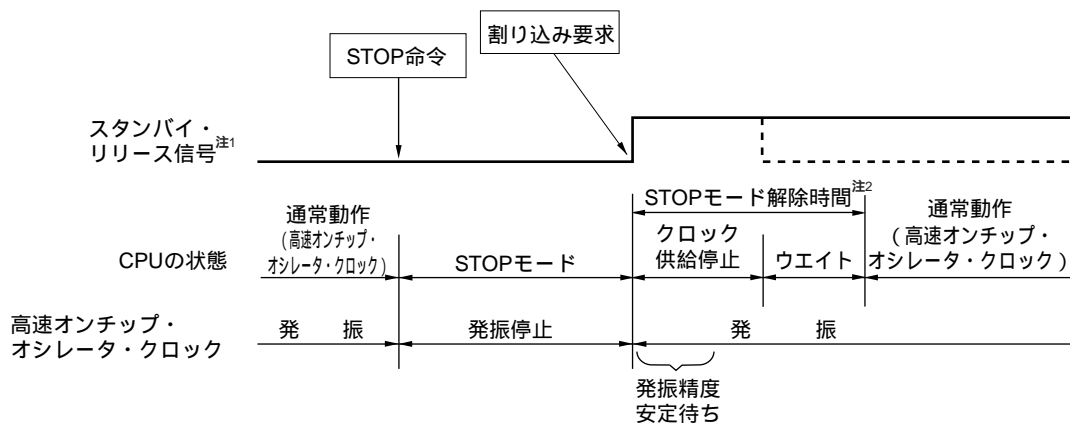 割り込み要求
STOP命令
スタンバイ・
リリース信号注1
STOPモード解除時間注2
CPUの状態
通常動作
(高速オンチップ・
オシレータ・クロック)
STOPモード
クロック
供給停止
ウエイト
通常動作
(高速オンチップ・
オシレータ・クロック)
高速オンチップ・
オシレータ・クロック
発 振
発振停止
発 振
発振精度
安定待ち